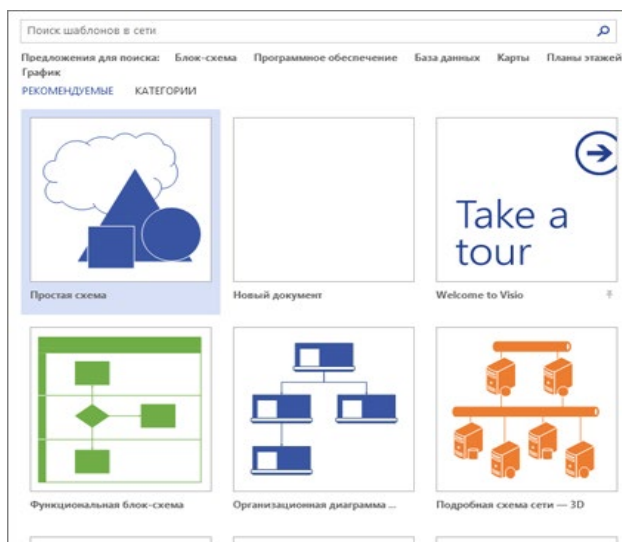 Поиск шаблонов в сети
Предложения для поиска: Блок-схема Программное обеспечение База данных Карты Планы этажей
График
РЕКОМЕНДУЕМЫЕ КАТЕГОРИИ
Take a
tour
Простая схема Новый документ Welcome to Visio
Функциональная блок-схема Организационная диаграмма ... Подробная схема сети — 3D